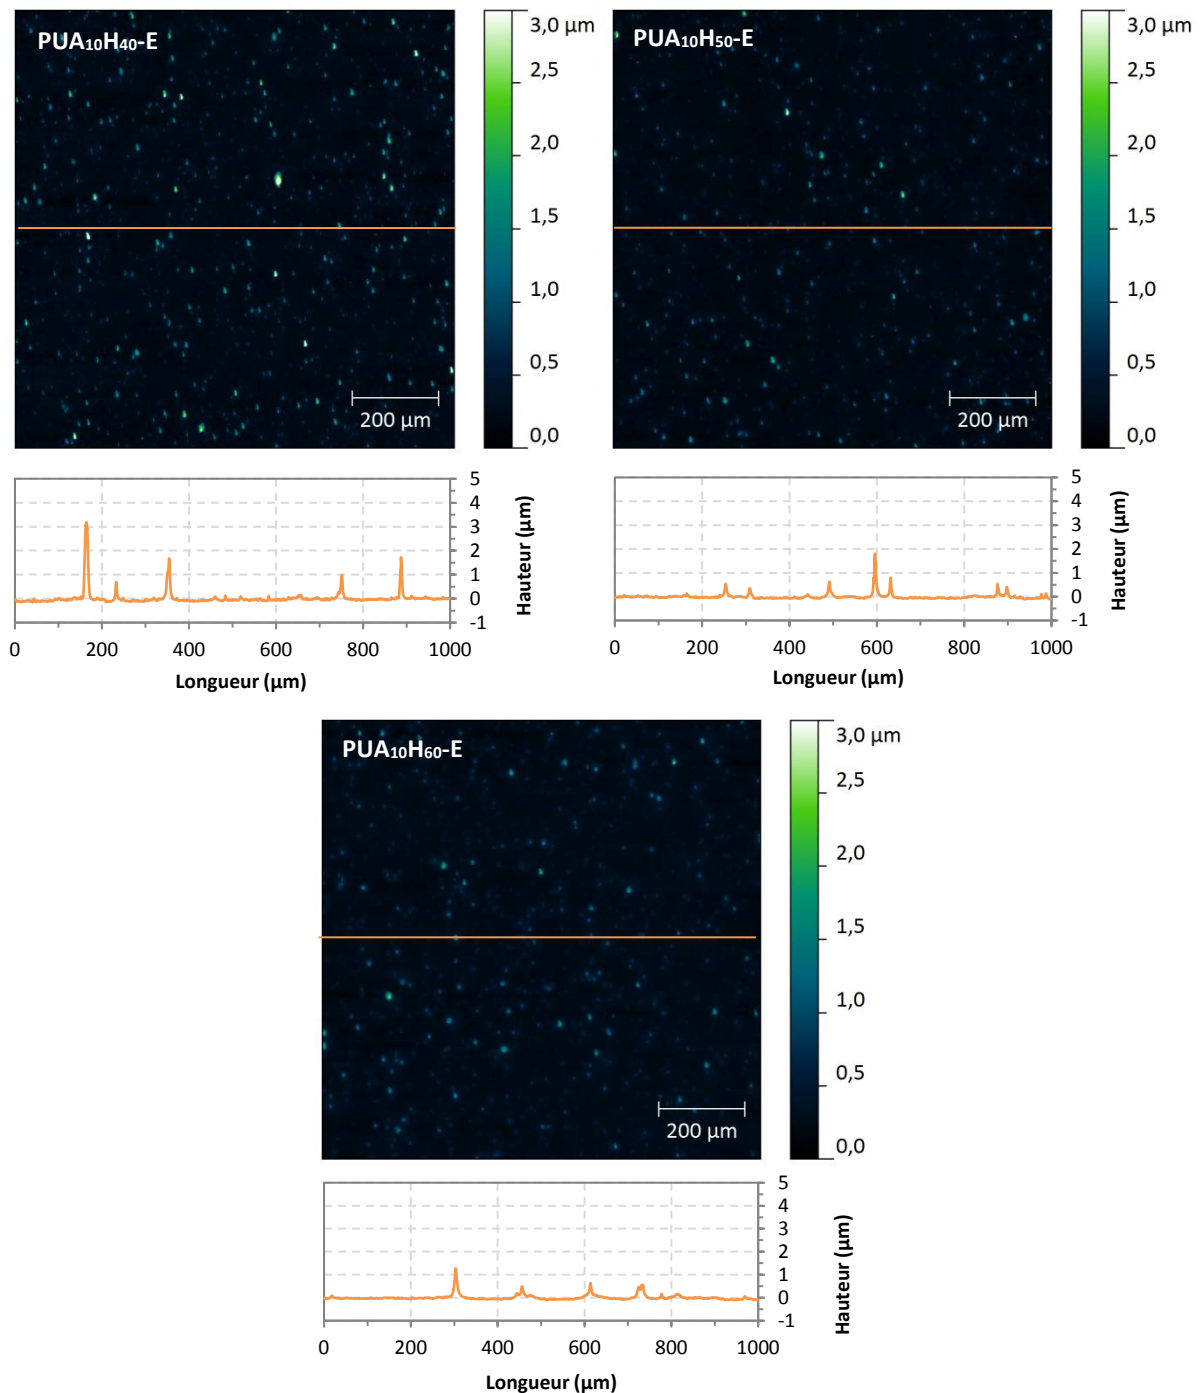 PUA₁₀H₄₀-E
3,0 µm
2,5
2,0
1,5
1,0
0,5
0,0
200 µm
PUA₁₀H₅₀-E
3,0 µm
2,5
2,0
1,5
1,0
0,5
0,0
200 µm
5
4
3
2
1
0
-1
Hauteur (µm)
0 200 400 600 800 1000
Longueur (µm)
5
4
3
2
1
0
-1
Hauteur (µm)
0 200 400 600 800 1000
Longueur (µm)
PUA₁₀H₆₀-E
3,0 µm
2,5
2,0
1,5
1,0
0,5
0,0
200 µm
5
4
3
2
1
0
-1
Hauteur (µm)
0 200 400 600 800 1000
Longueur (µm)